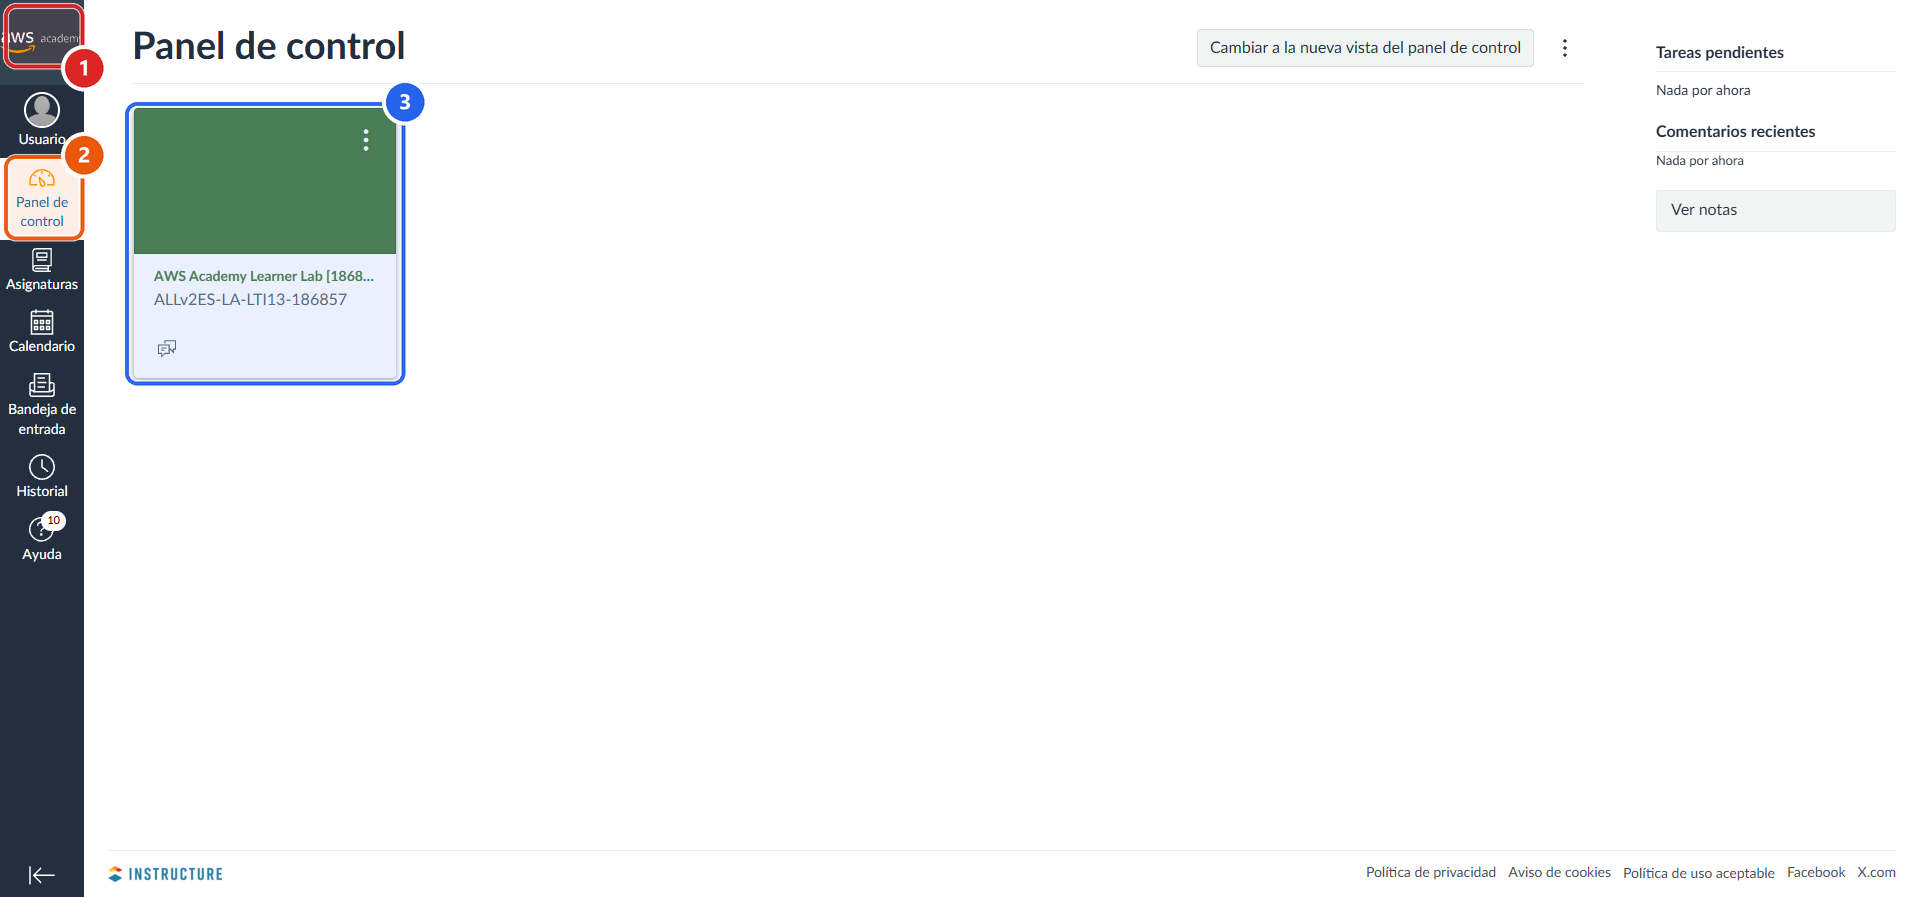 aws academy
1
Usuario
2
Panel de
control
Asignaturas
Calendario
Bandeja de
entrada
Historial
10
Ayuda
Panel de control
Cambiar a la nueva vista del panel de control
3
AWS Academy Learner Lab [1868...
ALLv2ES-LA-LTI13-186857
Tareas pendientes
Nada por ahora
Comentarios recientes
Nada por ahora
Ver notas
INSTRUCTURE
Política de privacidad Aviso de cookies Política de uso aceptable Facebook X.com